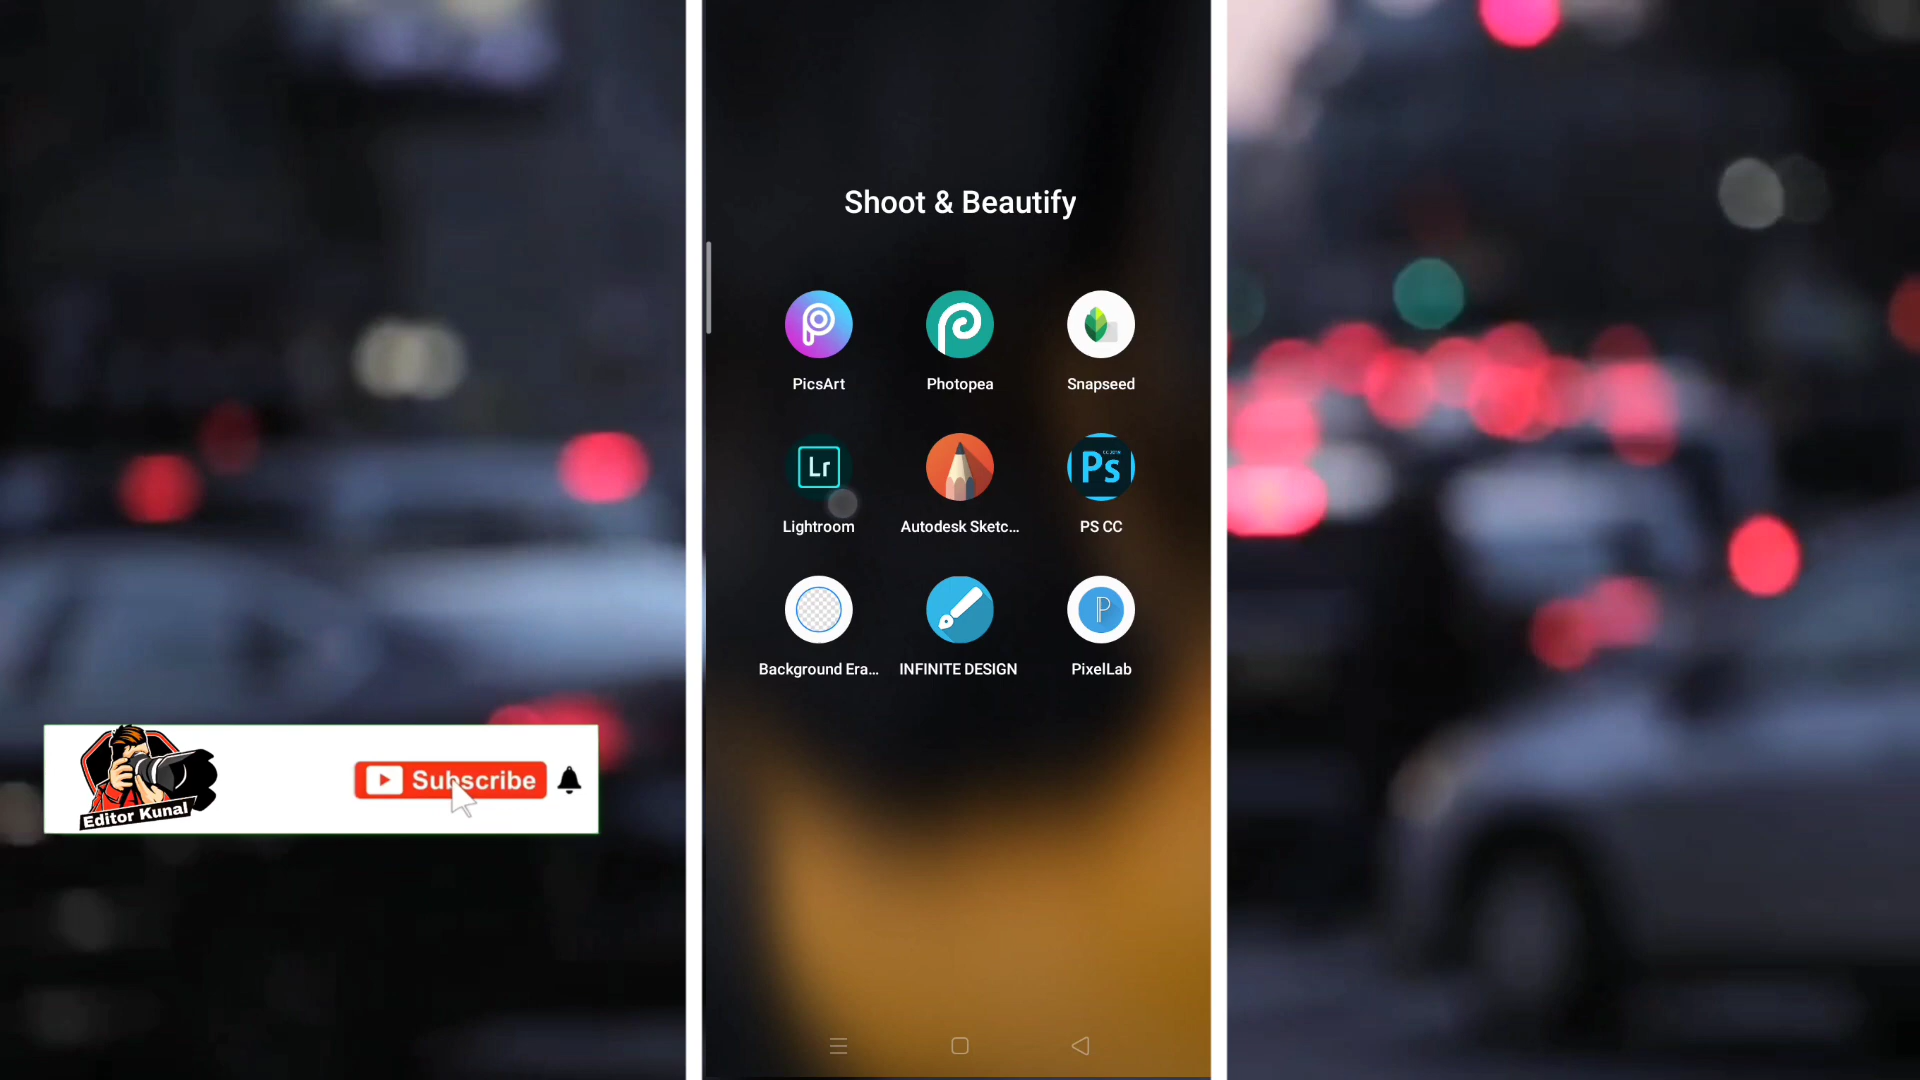 Shoot & Beautify
PicsArt
Photopea
Snapseed
Lr
Ps
Lightroom
Autodesk Sketc...
PS CC
P
Background Era...
INFINITE DESIGN
PixelLab
Editor Kunal
Subscribe